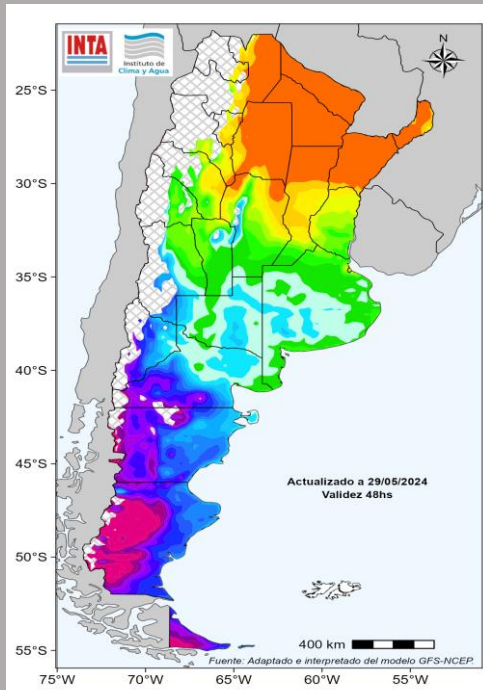 INTA
Instituto de
Clima y Agua
N
25°S
30°S
35°S
40°S
45°S
50°S
55°S
Actualizado a 29/05/2024
Validez 48hs
400 km
Fuente: Adaptado e interpretado del modelo GFS-NCEP.
75°W
70°W
65°W
60°W
55°W